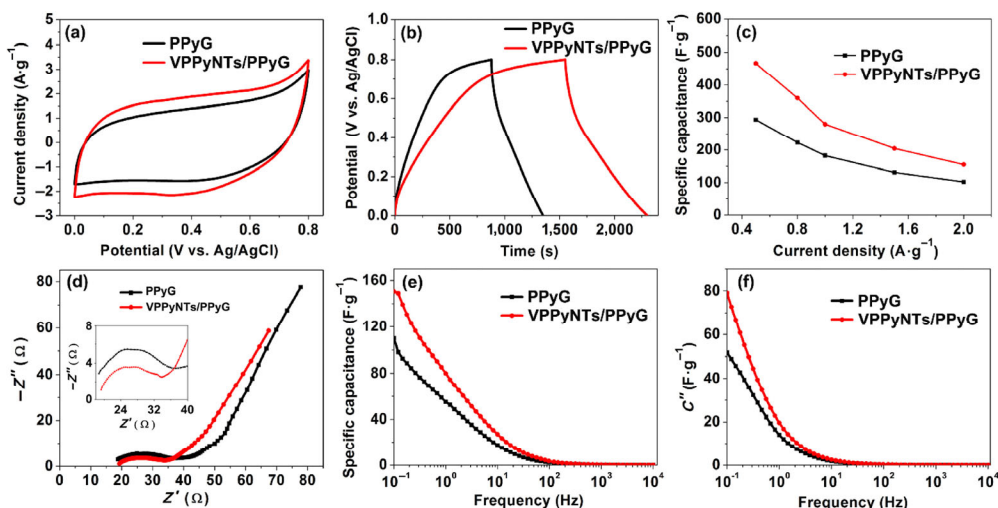 (a)
PPyG
VPPyNTs/PPyG
Current density (A·g⁻¹)
5
4
3
2
1
0
−1
−2
−3
0.0 0.2 0.4 0.6 0.8
Potential (V vs. Ag/AgCl)
(b)
PPyG
VPPyNTs/PPyG
Potential (V vs. Ag/AgCl)
1.0
0.8
0.6
0.4
0.2
0.0
0 500 1,000 1,500 2,000
Time (s)
(c)
PPyG
VPPyNTs/PPyG
Specific capacitance (F·g⁻¹)
600
500
400
300
200
100
0
0.4 0.8 1.2 1.6 2.0
Current density (A·g⁻¹)
(d)
PPyG
VPPyNTs/PPyG
−Z″ (Ω)
80
60
40
20
0
−Z″ (Ω)
8
4
0
24 32 40
Z′ (Ω)
0 10 20 30 40 50 60 70 80
Z′ (Ω)
(e)
PPyG
VPPyNTs/PPyG
Specific capacitance (F·g⁻¹)
160
120
80
40
0
10⁻¹ 10⁰ 10¹ 10² 10³ 10⁴
Frequency (Hz)
(f)
PPyG
VPPyNTs/PPyG
C″ (F·g⁻¹)
80
60
40
20
0
10⁻¹ 10⁰ 10¹ 10² 10³ 10⁴
Frequency (Hz)